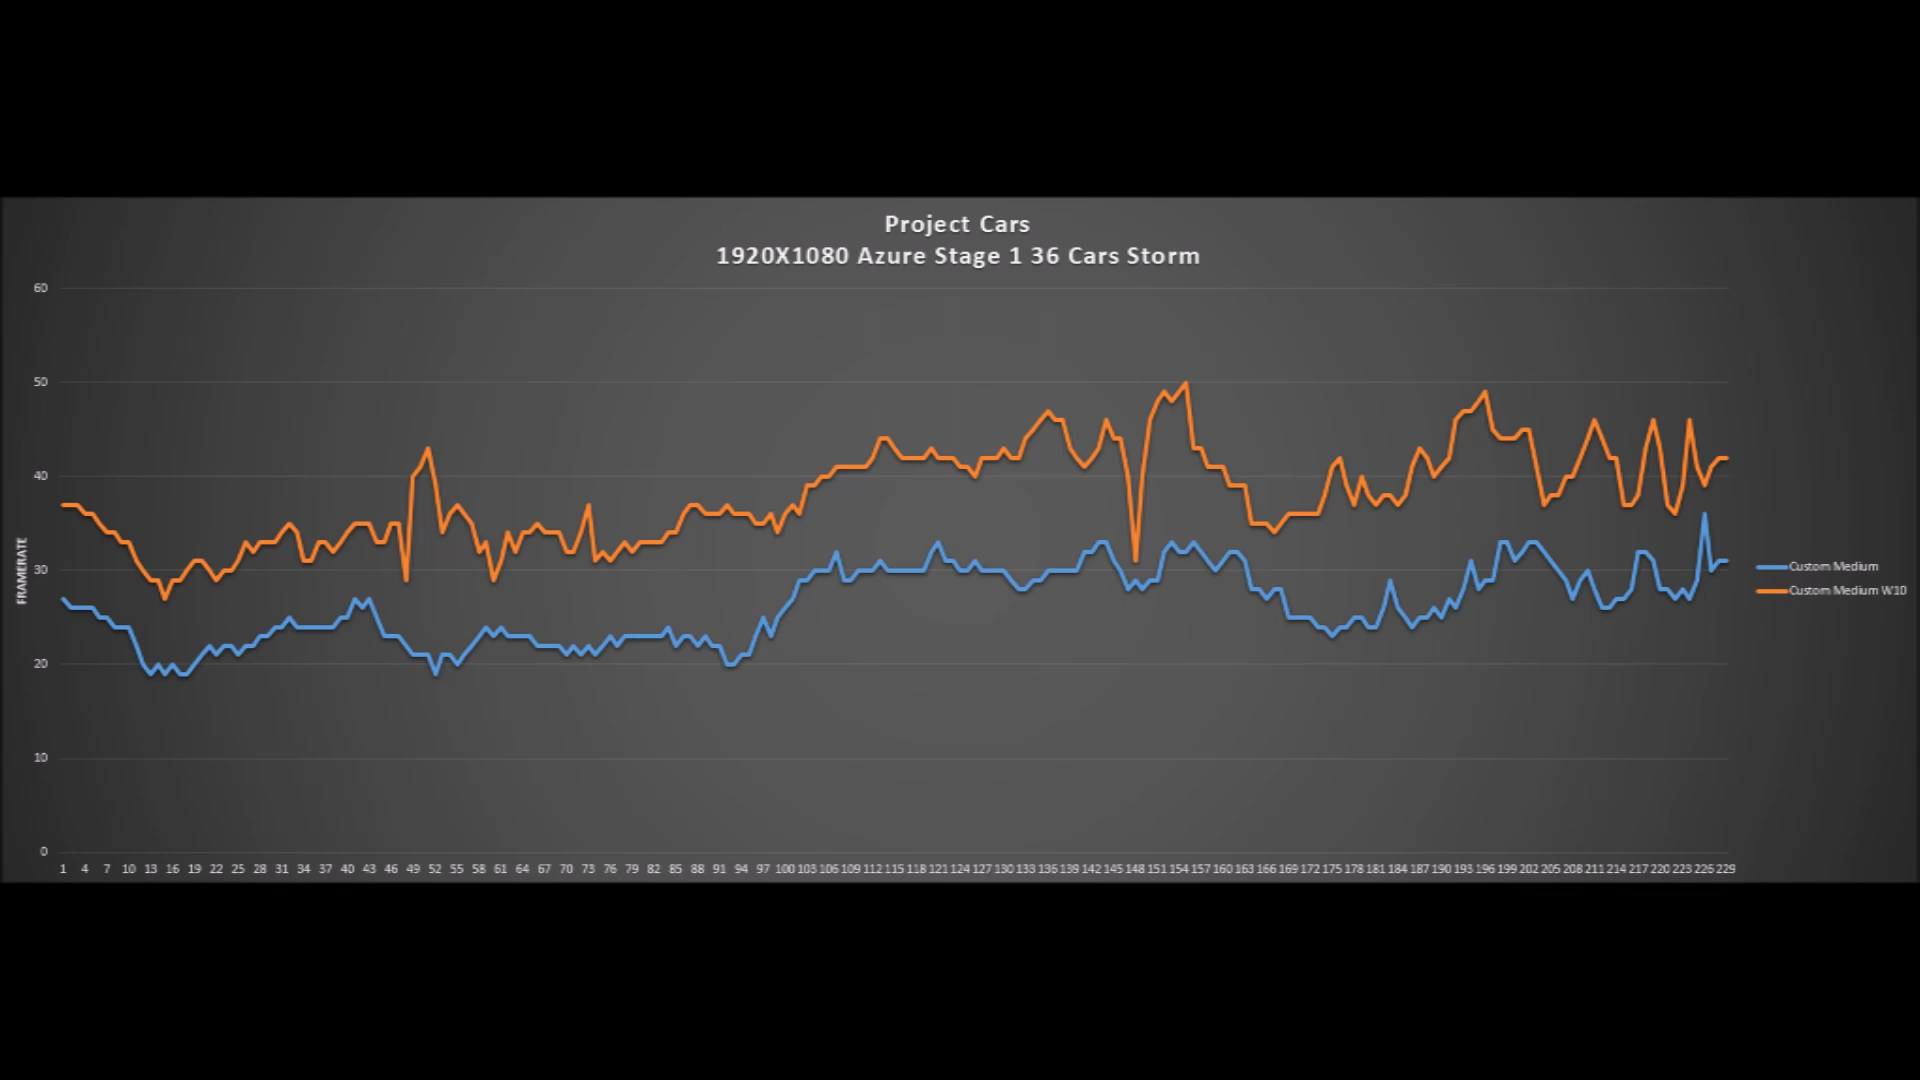 Project Cars
1920X1080 Azure Stage 1 36 Cars Storm
60
50
40
30
20
10
0
FRAMERATE
1 4 7 10 13 16 19 22 25 28 31 34 37 40 43 46 49 52 55 58 61 64 67 70 73 76 79 82 85 88 91 94 97 100 103 106 109 112 115 118 121 124 127 130 133 136 139 142 145 148 151 154 157 160 163 166 169 172 175 178 181 184 187 190 193 196 199 202 205 208 211 214 217 220 223 226 229
Custom Medium
Custom Medium W10